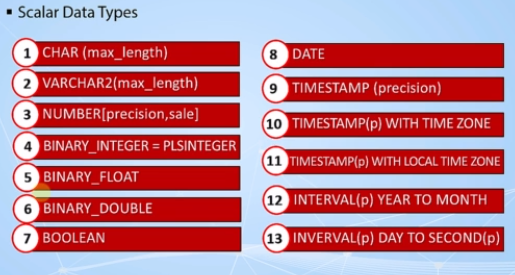 ▪ Scalar Data Types
1 CHAR (max_length)
2 VARCHAR2(max_length)
3 NUMBER[precision,sale]
4 BINARY_INTEGER = PLSINTEGER
5 BINARY_FLOAT
6 BINARY_DOUBLE
7 BOOLEAN
8 DATE
9 TIMESTAMP (precision)
10 TIMESTAMP(p) WITH TIME ZONE
11 TIMESTAMP(p) WITH LOCAL TIME ZONE
12 INTERVAL(p) YEAR TO MONTH
13 INVERVAL(p) DAY TO SECOND(p)